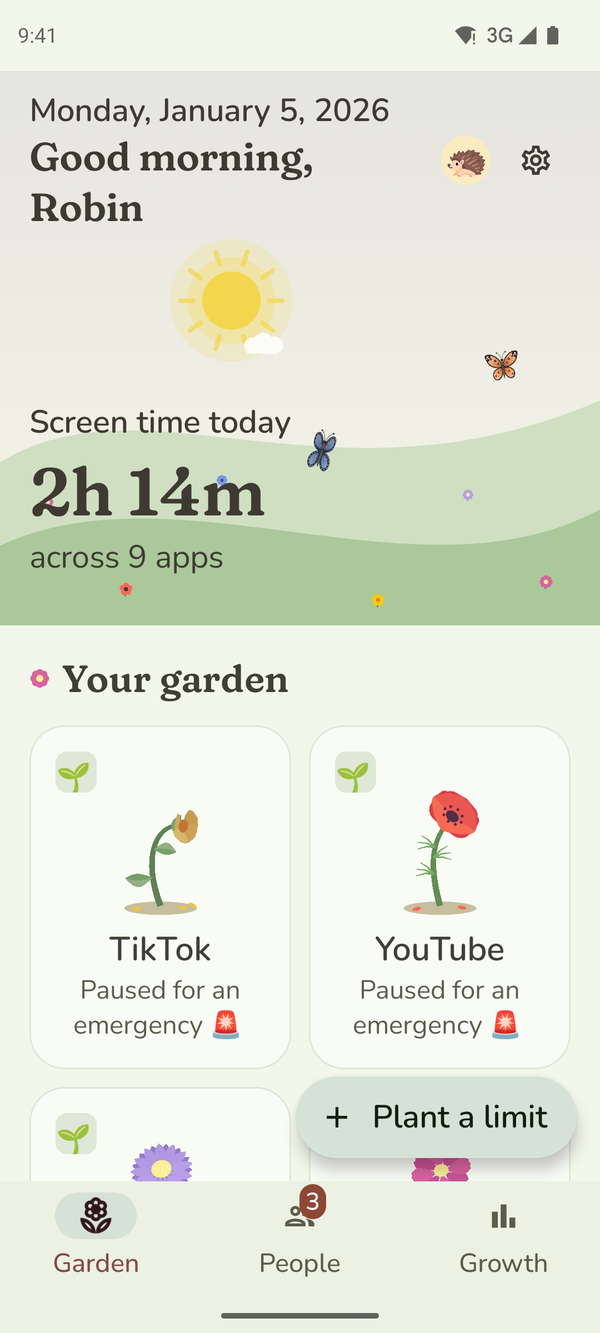 9:41
3G
Monday, January 5, 2026
Good morning,
Robin
Screen time today
2h 14m
across 9 apps
Your garden
TikTok
Paused for an
emergency 🚨
YouTube
Paused for an
emergency 🚨
+ Plant a limit
3
Garden
People
Growth